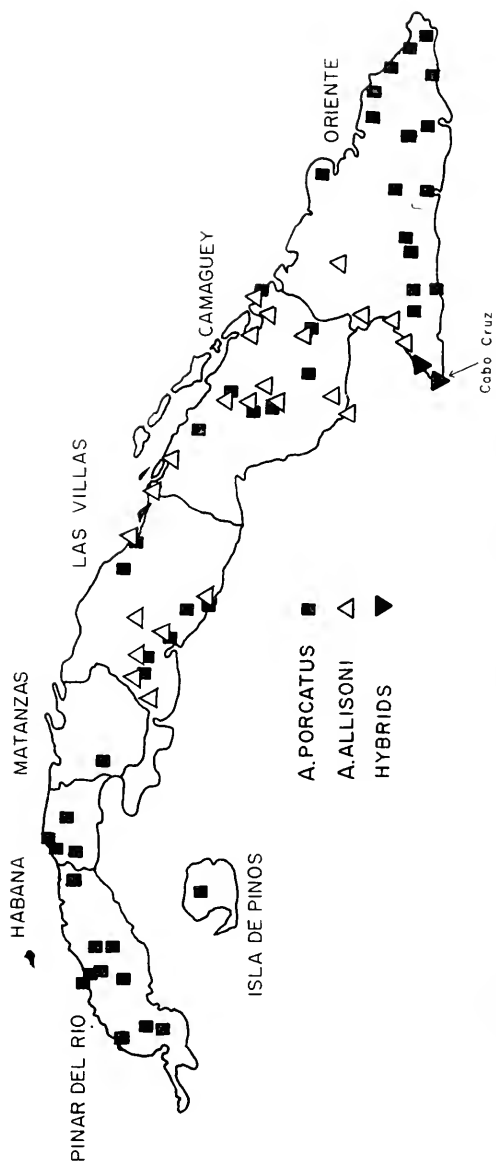 PINAR DEL RIO
HABANA
MATANZAS
LAS VILLAS
CAMAGUEY
ORIENTE
ISLA DE PINOS
Cabo Cruz
A.PORCATUS
A.ALLISONI
HYBRIDS